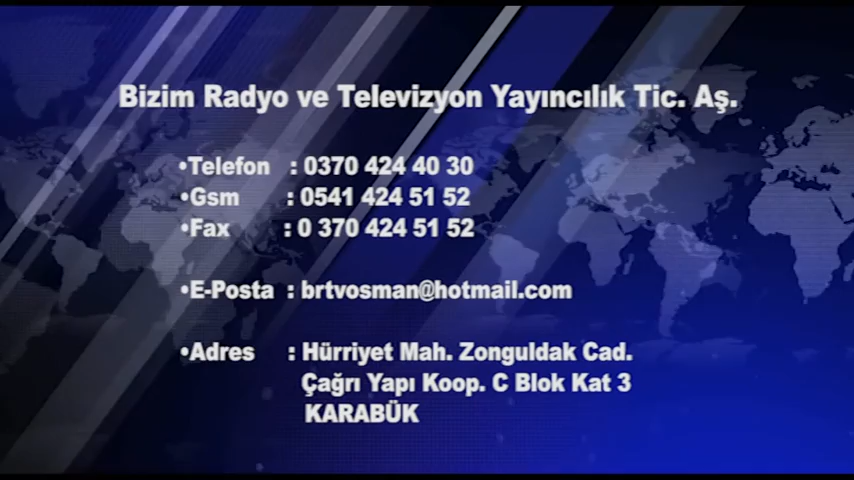 Bizim Radyo ve Televizyon Yayıncılık Tic. Aş.
•Telefon : 0370 424 40 30
•Gsm : 0541 424 51 52
•Fax : 0 370 424 51 52
•E-Posta : brtvosman@hotmail.com
•Adres : Hürriyet Mah. Zonguldak Cad.
Çağrı Yapı Koop. C Blok Kat 3
KARABÜK